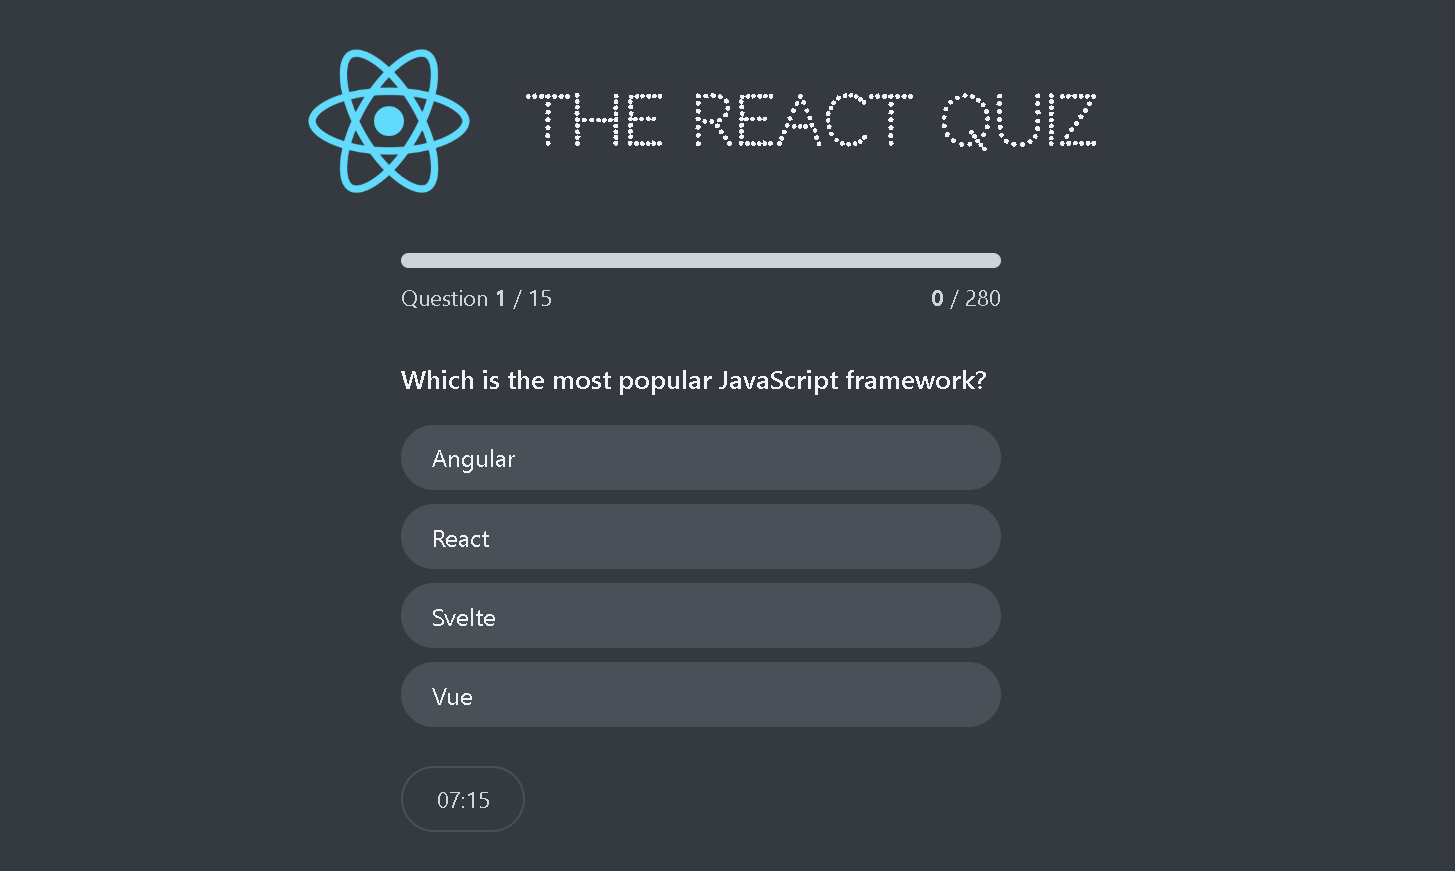 THE REACT QUIZ
Question 1 / 15
0 / 280
Which is the most popular JavaScript framework?
Angular
React
Svelte
Vue
07:15